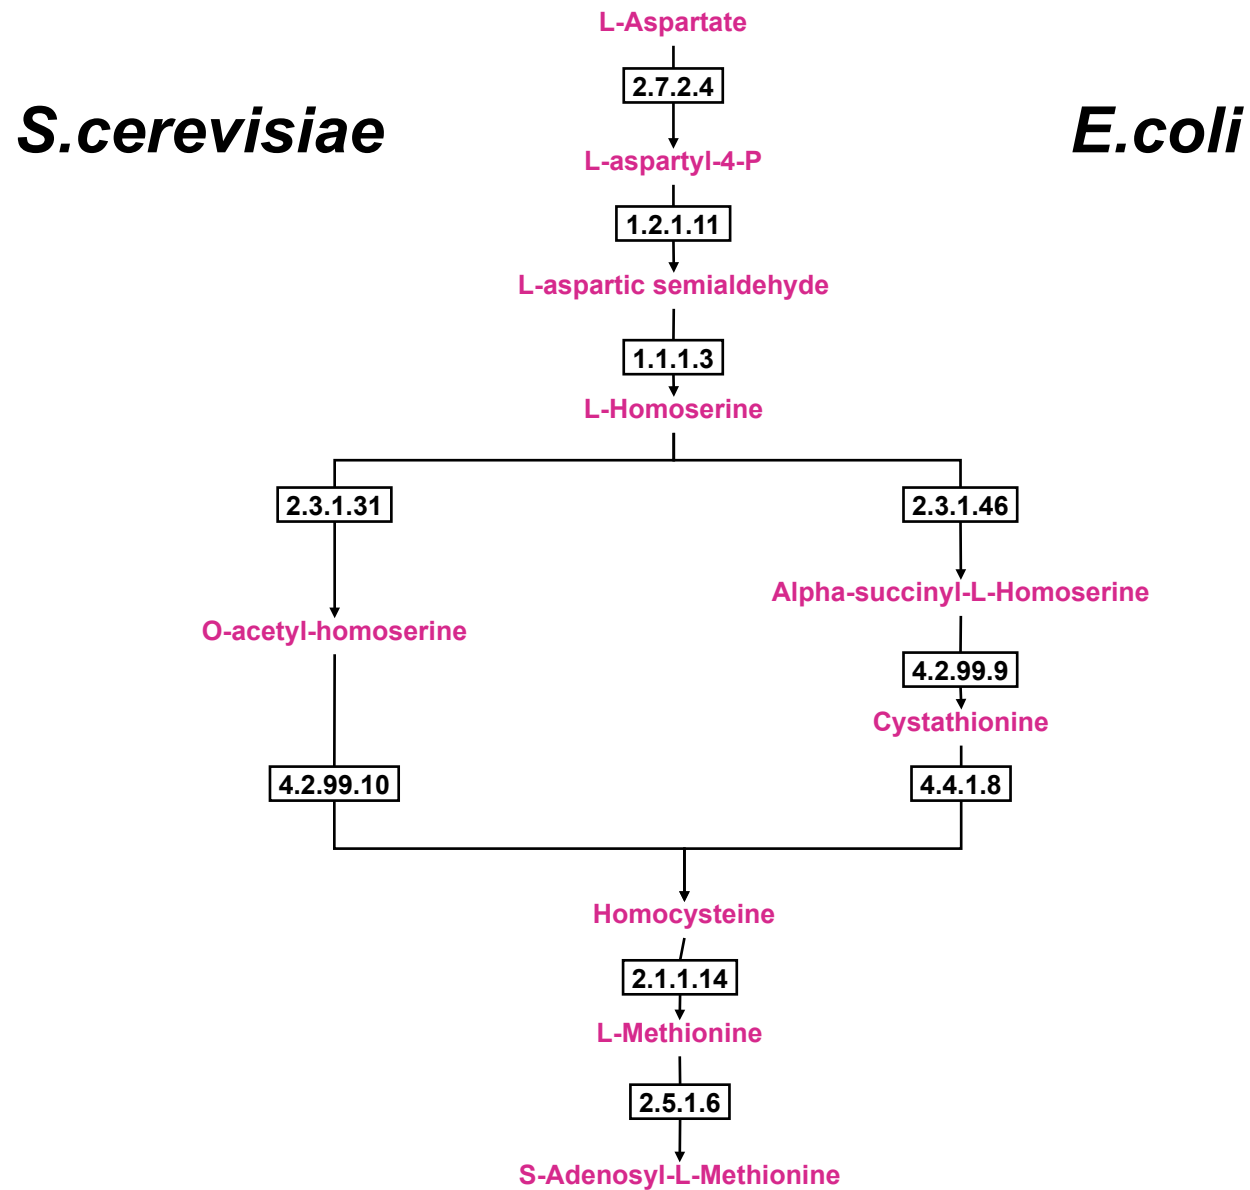 L-Aspartate
2.7.2.4
S.cerevisiae
E.coli
L-aspartyl-4-P
1.2.1.11
L-aspartic semialdehyde
1.1.1.3
L-Homoserine
2.3.1.31
2.3.1.46
Alpha-succinyl-L-Homoserine
O-acetyl-homoserine
4.2.99.9
Cystathionine
4.2.99.10
4.4.1.8
Homocysteine
2.1.1.14
L-Methionine
2.5.1.6
S-Adenosyl-L-Methionine